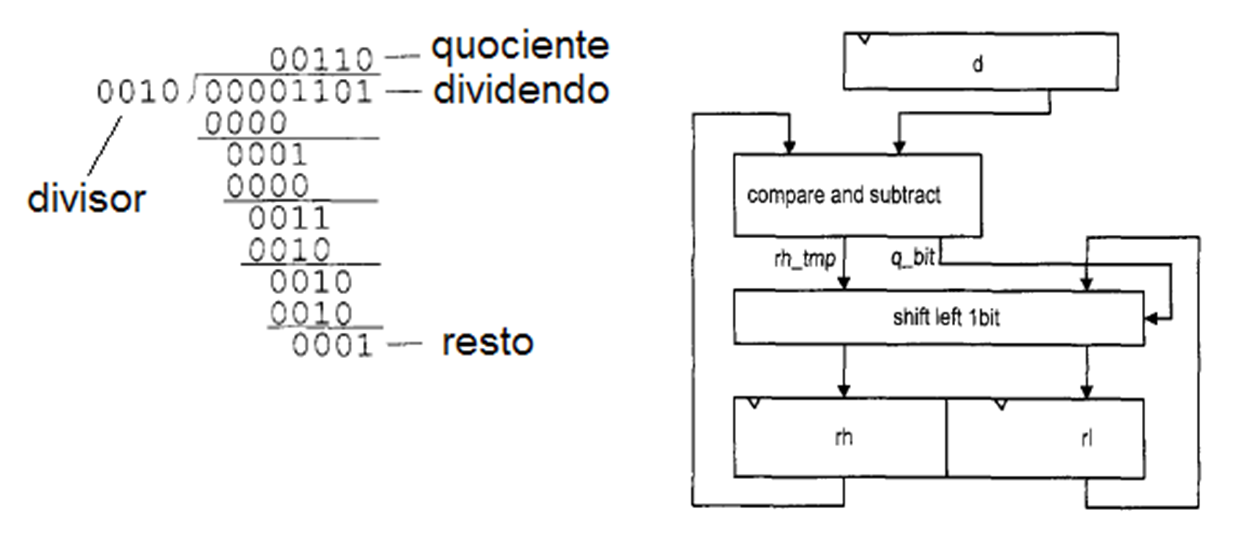 00110 quociente
0010 00001101 dividendo
0000
0001
divisor
0000
0011
0010
0010
0010
0001 resto
d
compare and subtract
rh_tmp q_bit
shift left 1bit
rh rl